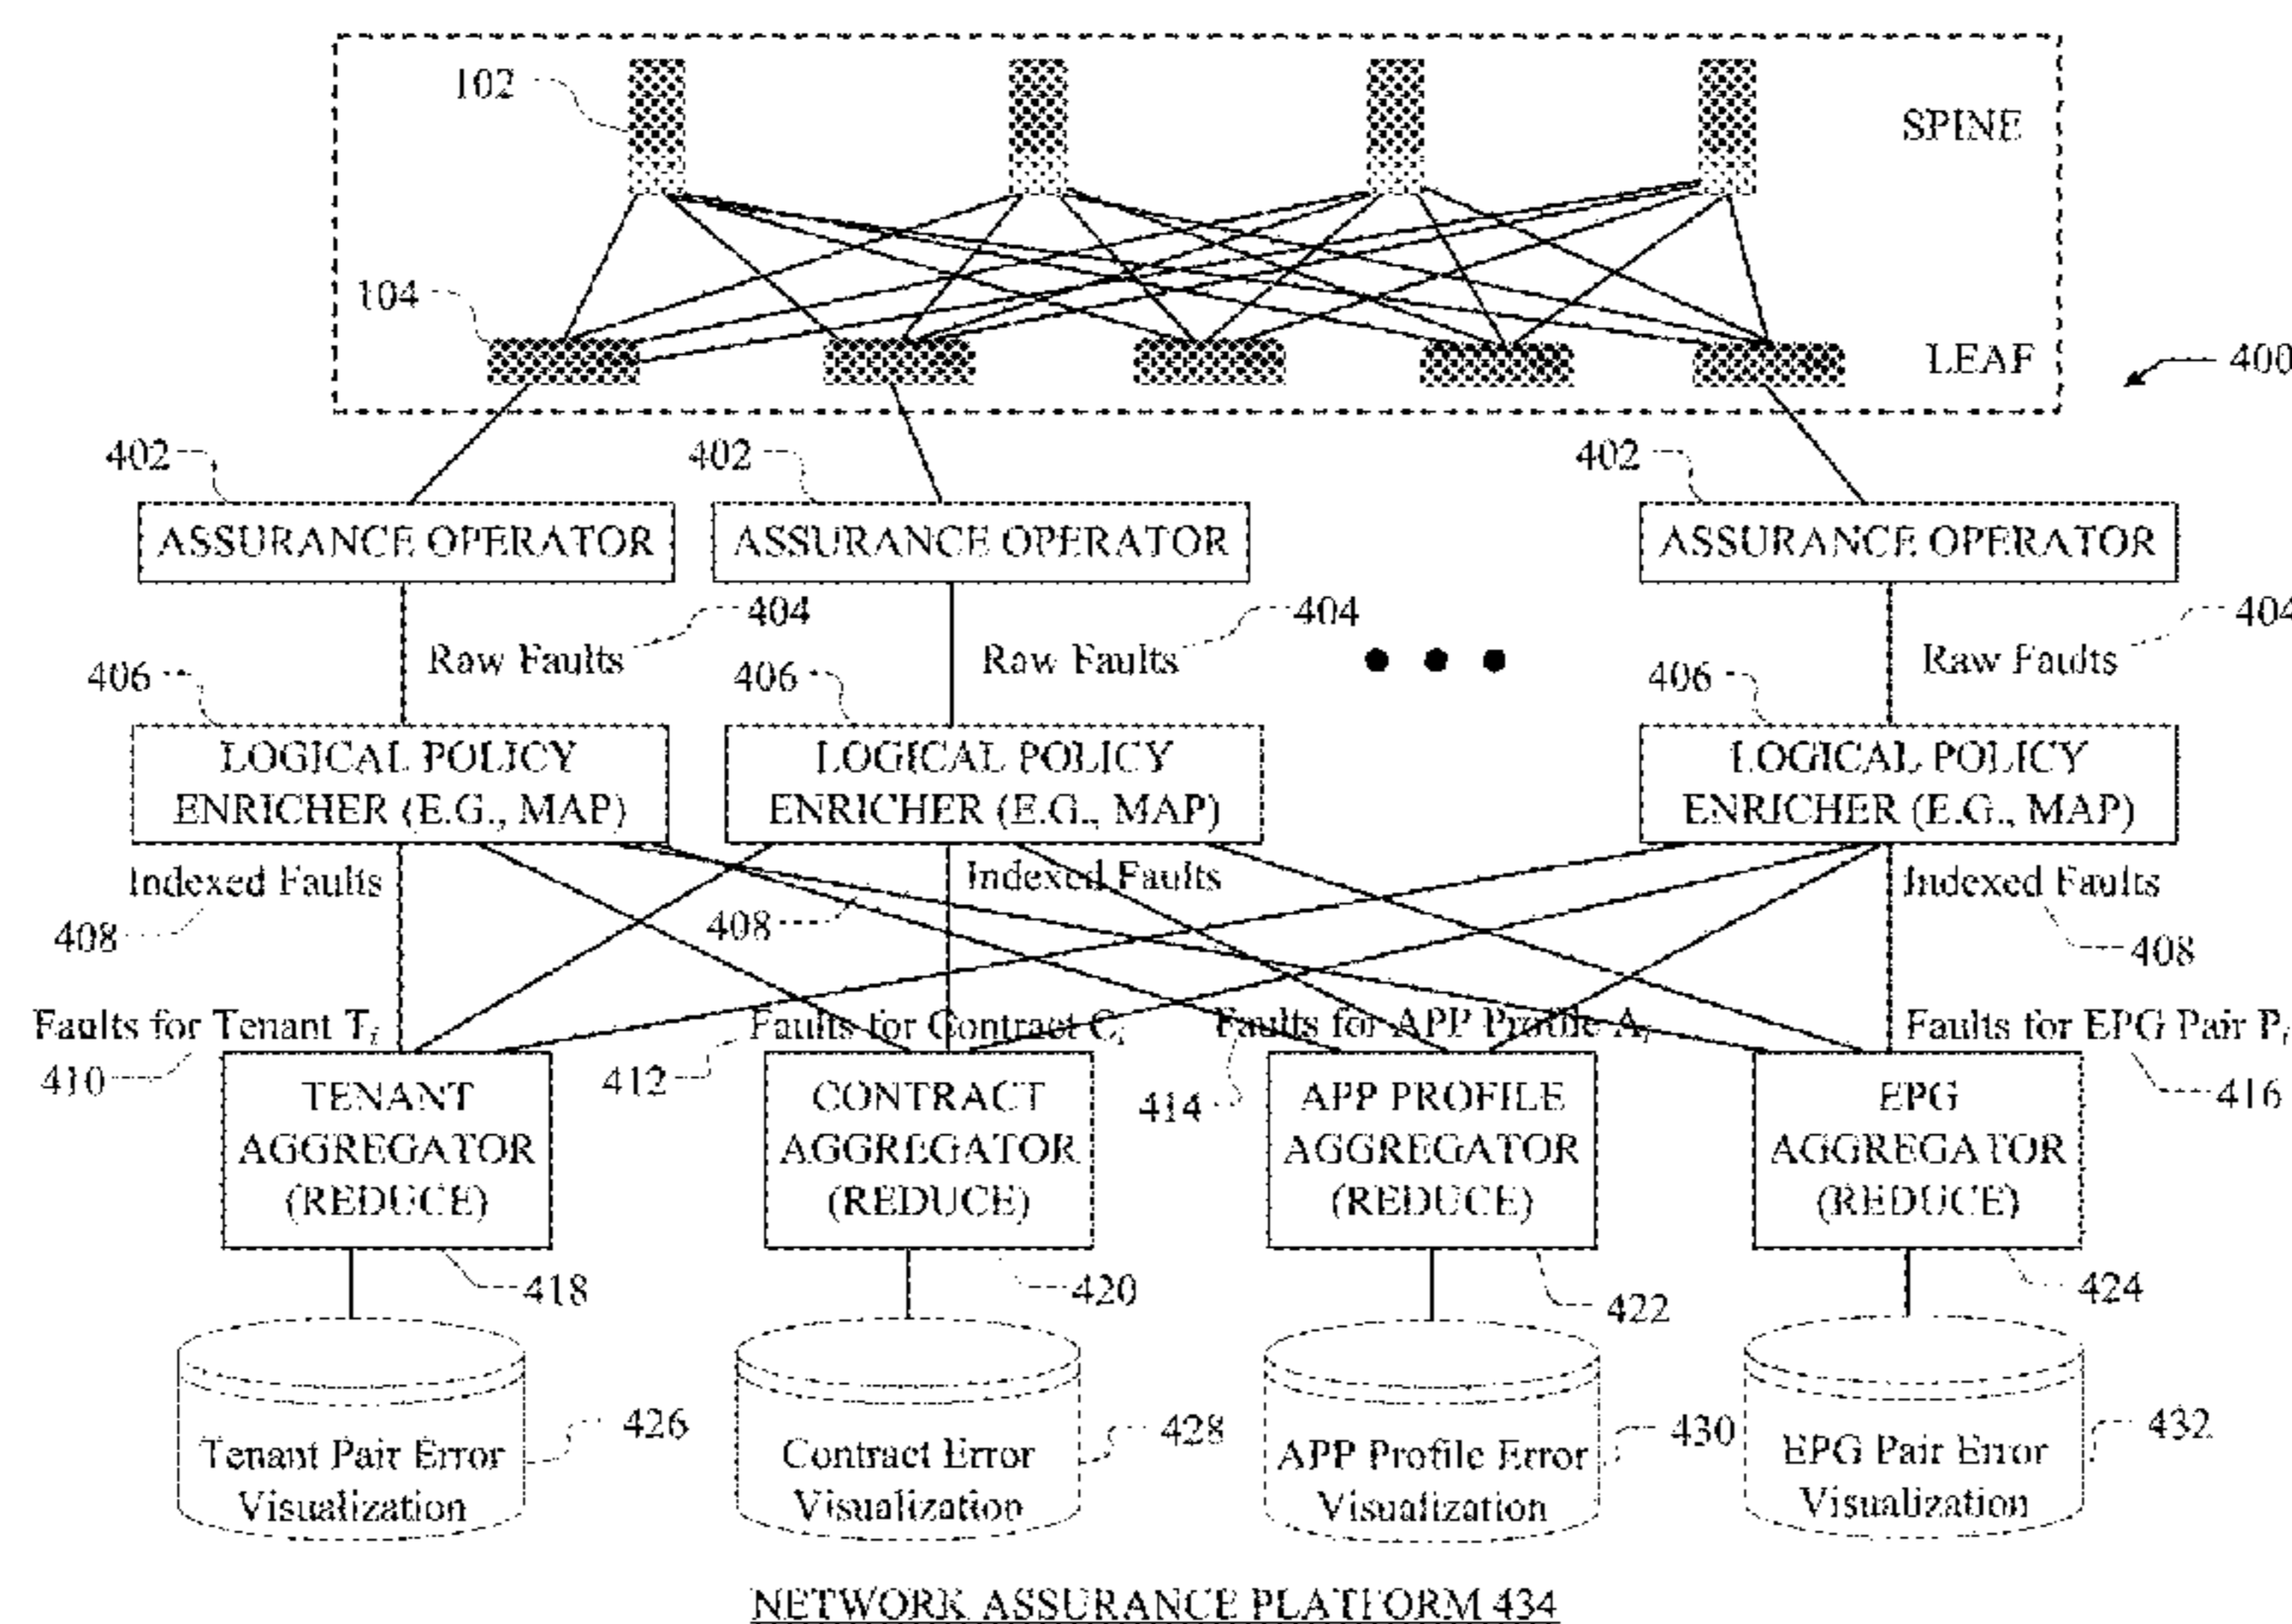 102
SPINE
104
LEAF
400
402
402
402
ASSURANCE OPERATOR
ASSURANCE OPERATOR
ASSURANCE OPERATOR
404
404
404
Raw Faults
Raw Faults
Raw Faults
406
406
406
LOGICAL POLICY
ENRICHER (E.G., MAP)
LOGICAL POLICY
ENRICHER (E.G., MAP)
LOGICAL POLICY
ENRICHER (E.G., MAP)
Indexed Faults
Indexed Faults
Indexed Faults
408
408
408
Faults for Tenant Ti
Faults for Contract Ci
Faults for APP Profile Ai
Faults for EPG Pair Pi
410
412
414
416
TENANT
AGGREGATOR
(REDUCE)
CONTRACT
AGGREGATOR
(REDUCE)
APP PROFILE
AGGREGATOR
(REDUCE)
EPG
AGGREGATOR
(REDUCE)
418
420
422
424
Tenant Pair Error
Visualization
426
Contract Error
Visualization
428
APP Profile Error
Visualization
430
EPG Pair Error
Visualization
432
NETWORK ASSURANCE PLATFORM 434